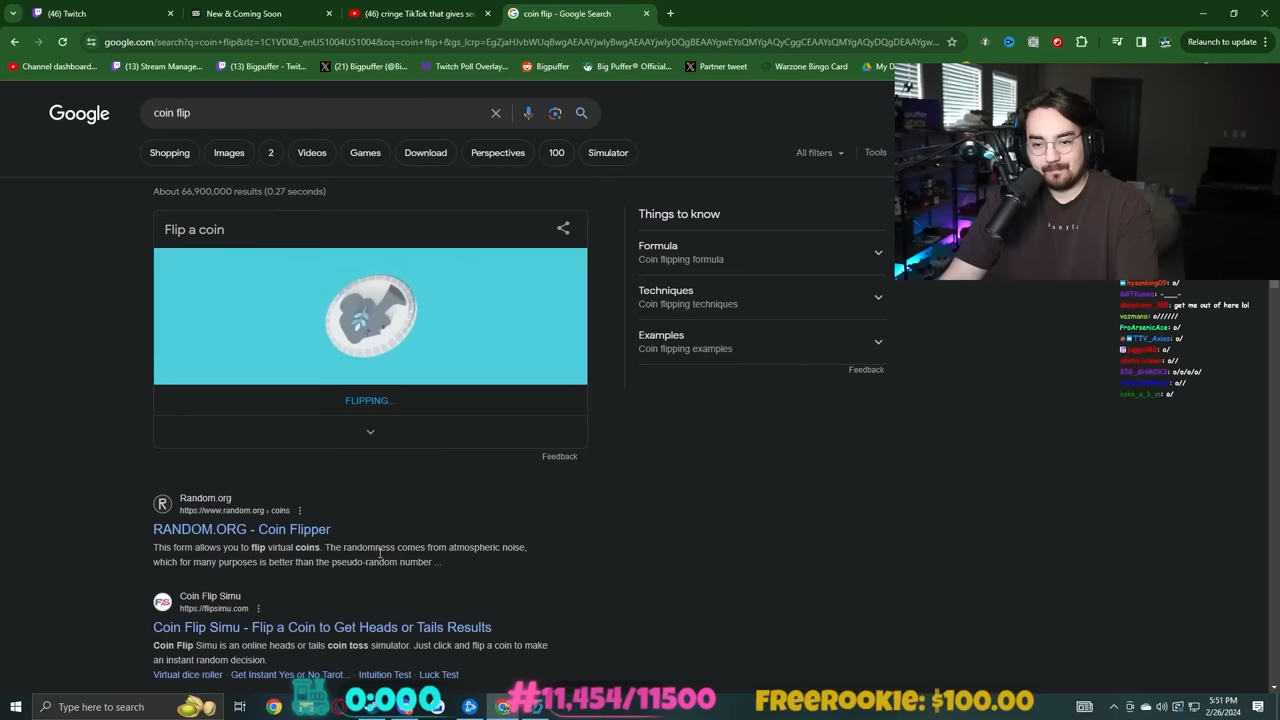 (46) Twitch
New & Coming Soon
(46) cringe TikTok that gives se
coin flip - Google Search
google.com/search?q=coin+flip&rlz=1C1VDKB_enUS1004US1004&oq=coin+flip+&gs_lcrp=
Relaunch to update
Channel dashboard...
(13) Stream Manage...
(13) Bigpuffer - Twit...
(21) Bigpuffer (@Bi...
Twitch Poll Overlay...
Bigpuffer
Big Puffer® Official...
Partner tweet
Warzone Bingo Card
Google
coin flip
Shopping
Images
2
Videos
Games
Download
Perspectives
100
Simulator
All filters
Tools
About 66,900,000 results (0.27 seconds)
Flip a coin
FLIPPING...
Feedback
Things to know
Formula
Coin flipping formula
Techniques
Coin flipping techniques
Examples
Coin flipping examples
Feedback
hysonking09: o/
: -___-
: get me out of here lol
vazmana: o//////
ProArsenicAce: o/
TTV_Axios: o/
: o/
: o//
: o/o/o/o/
: o//
koko_a_k_m: o/
R
Random.org
https://www.random.org › coins
RANDOM.ORG - Coin Flipper
This form allows you to flip virtual coins. The randomness comes from atmospheric noise,
which for many purposes is better than the pseudo-random number ...
Coin Flip Simu
https://flipsimu.com
Coin Flip Simu - Flip a Coin to Get Heads or Tails Results
Coin Flip Simu is an online heads or tails coin toss simulator. Just click and flip a coin to make
an instant random decision.
Virtual dice roller · Get Instant Yes or No Tarot... · Intuition Test · Luck Test
0:000
#11,454/11500
FREEROOKIE: $100.00
Type here to search
5:51 PM
2/26/2024